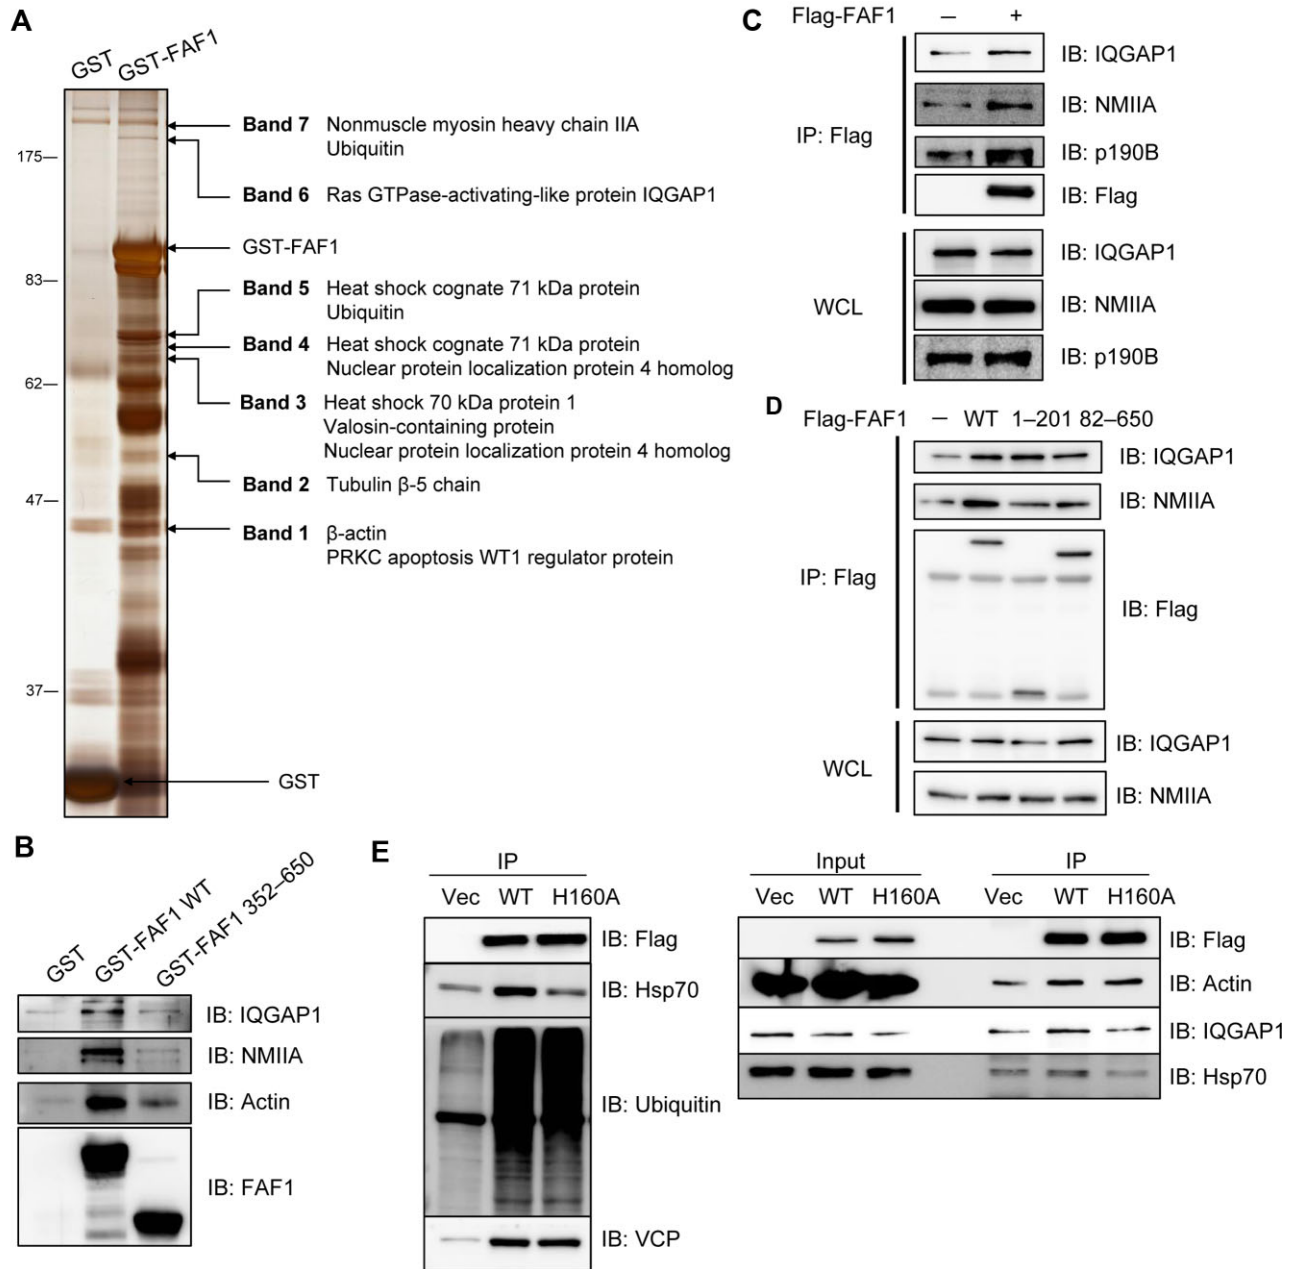 A
GST
GST-FAF1
175
83
62
47
37
Band 7 Nonmuscle myosin heavy chain IIA
Ubiquitin
Band 6 Ras GTPase-activating-like protein IQGAP1
GST-FAF1
Band 5 Heat shock cognate 71 kDa protein
Ubiquitin
Band 4 Heat shock cognate 71 kDa protein
Nuclear protein localization protein 4 homolog
Band 3 Heat shock 70 kDa protein 1
Valosin-containing protein
Nuclear protein localization protein 4 homolog
Band 2 Tubulin β-5 chain
Band 1 β-actin
PRKC apoptosis WT1 regulator protein
GST
B
GST
GST-FAF1 WT
GST-FAF1 352–650
IB: IQGAP1
IB: NMIIA
IB: Actin
IB: FAF1
C
Flag-FAF1 – +
IP: Flag
IB: IQGAP1
IB: NMIIA
IB: p190B
IB: Flag
WCL
IB: IQGAP1
IB: NMIIA
IB: p190B
D
Flag-FAF1 – WT 1–201 82–650
IP: Flag
IB: IQGAP1
IB: NMIIA
IB: Flag
WCL
IB: IQGAP1
IB: NMIIA
E
IP
Vec WT H160A
IB: Flag
IB: Hsp70
IB: Ubiquitin
IB: VCP
Input IP
Vec WT H160A Vec WT H160A
IB: Flag
IB: Actin
IB: IQGAP1
IB: Hsp70